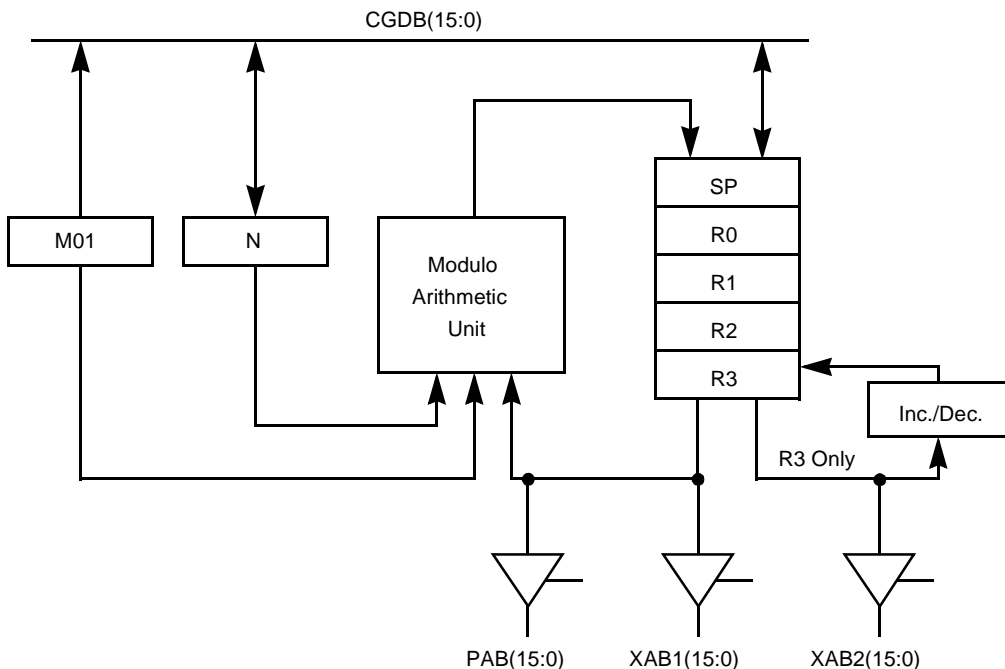 CGDB(15:0)
SP
R0
R1
R2
R3
M01
N
Modulo
Arithmetic
Unit
Inc./Dec.
R3 Only
PAB(15:0)
XAB1(15:0)
XAB2(15:0)